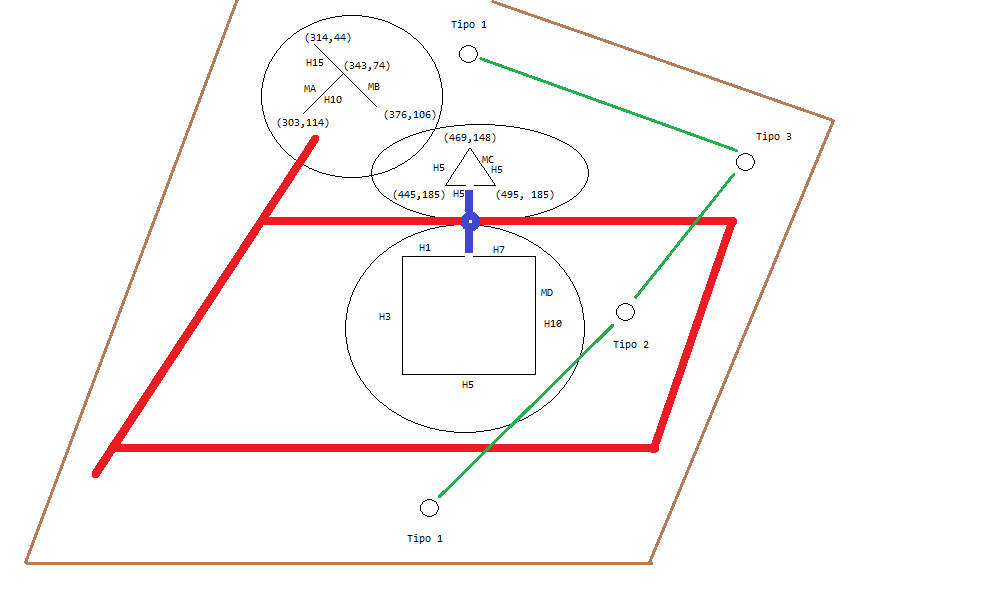 Tipo 1
(314,44)
H15
(343,74)
MA
MB
H10
(376,106)
(303,114)
Tipo 3
(469,148)
MC
H5
H5
(445,185)
H5
(495, 185)
H1
H7
MD
H3
H10
Tipo 2
H5
Tipo 1